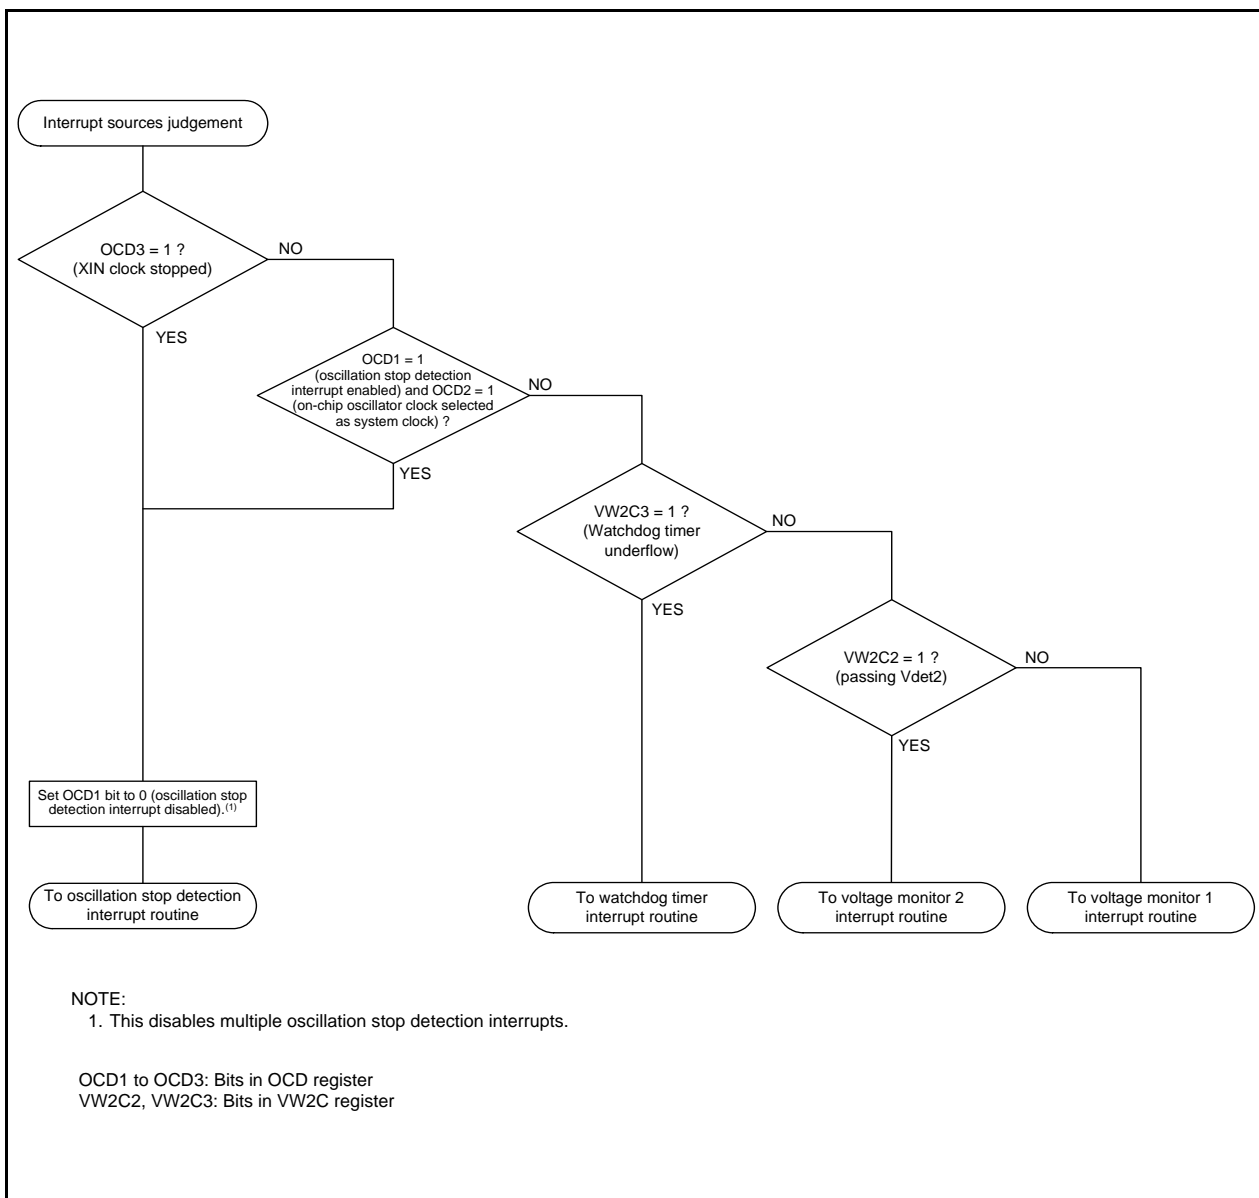 Interrupt sources judgement
OCD3 = 1 ?
(XIN clock stopped)
NO
YES
OCD1 = 1
(oscillation stop detection
interrupt enabled) and OCD2 = 1
(on-chip oscillator clock selected
as system clock) ?
NO
YES
VW2C3 = 1 ?
(Watchdog timer
underflow)
NO
YES
VW2C2 = 1 ?
(passing Vdet2)
NO
YES
Set OCD1 bit to 0 (oscillation stop
detection interrupt disabled).(1)
To oscillation stop detection
interrupt routine
To watchdog timer
interrupt routine
To voltage monitor 2
interrupt routine
To voltage monitor 1
interrupt routine
NOTE:
1. This disables multiple oscillation stop detection interrupts.
OCD1 to OCD3: Bits in OCD register
VW2C2, VW2C3: Bits in VW2C register